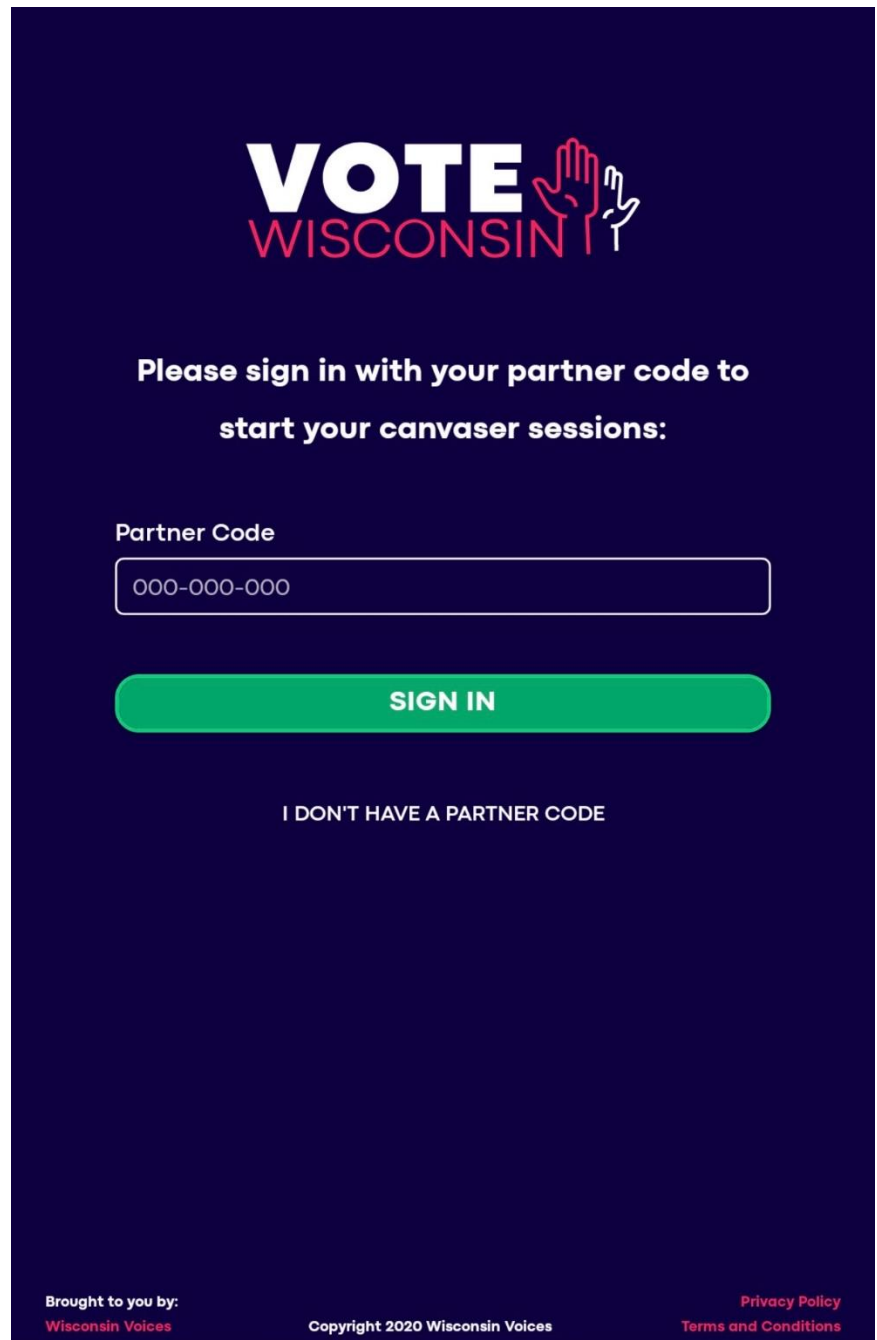 VOTE
WISCONSIN
Please sign in with your partner code to
start your canvaser sessions:
Partner Code
000-000-000
SIGN IN
I DON'T HAVE A PARTNER CODE
Brought to you by:
Wisconsin Voices
Copyright 2020 Wisconsin Voices
Privacy Policy
Terms and Conditions